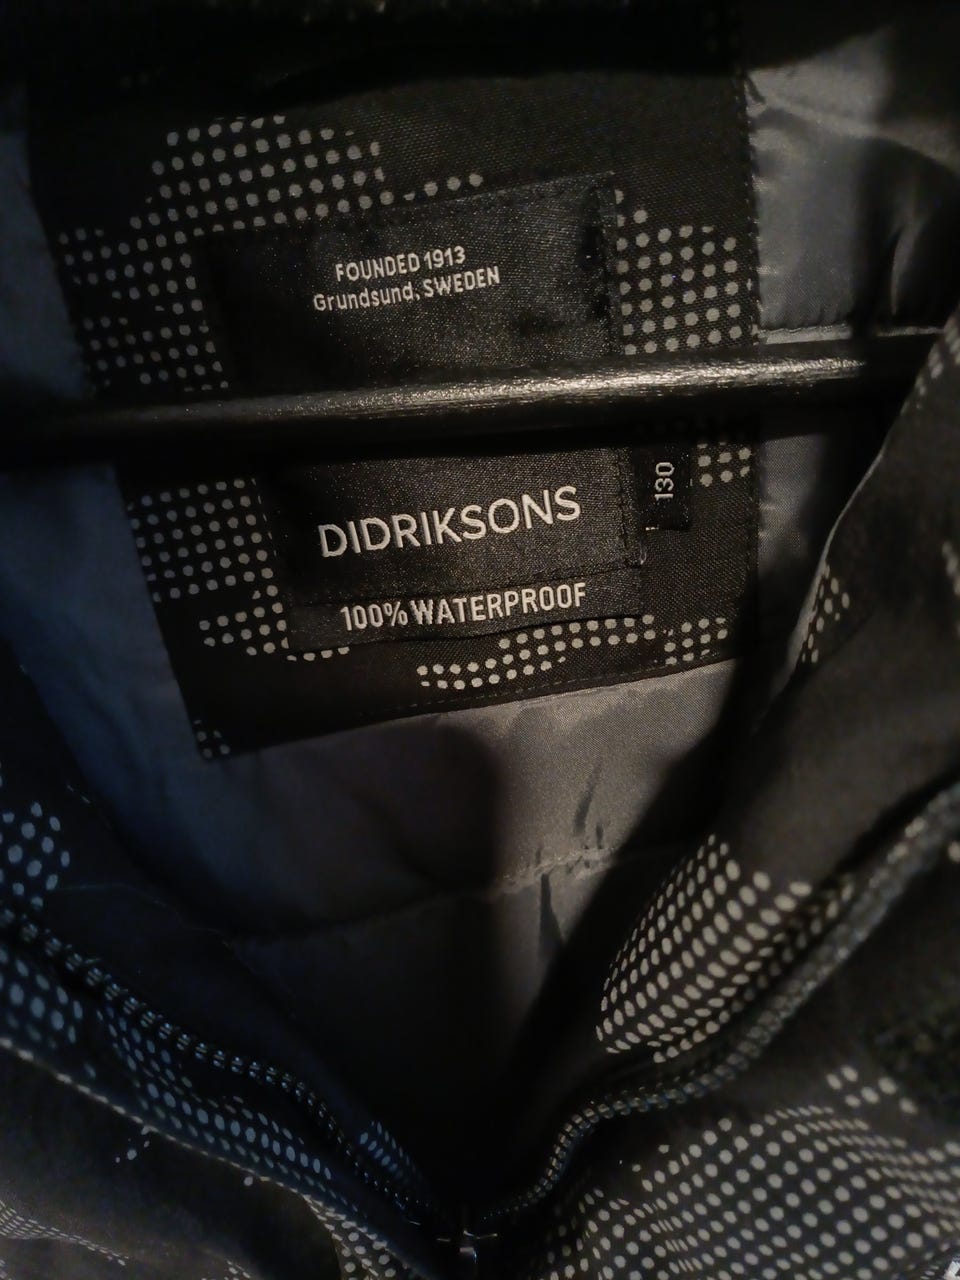 FOUNDED 1913
Grundsund, SWEDEN
DIDRIKSONS
130
100% WATERPROOF